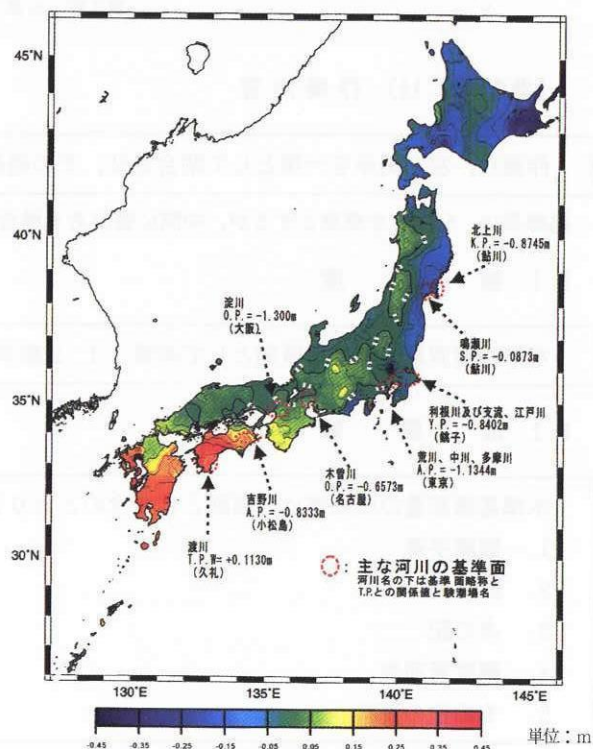 45°N
40°N
35°N
30°N
130°E
135°E
140°E
145°E
北上川
K.P.= -0.8745m
(鮎川)
鳴瀬川
S.P.= -0.0873m
(鮎川)
利根川及び支流、江戸川
Y.P.= -0.8402m
(銚子)
荒川、中川、多摩川
A.P.= -1.1344m
(東京)
淀川
O.P.= -1.300m
(大阪)
木曽川
O.P.= -0.6573m
(名古屋)
吉野川
A.P.= -0.8333m
(小松島)
渡川
T.P.W= +0.1130m
(久礼)
:主な河川の基準面
河川名の下は基準面略称と
T.P.との関係値と験潮場名
-0.45 -0.35 -0.25 -0.15 -0.05 0.05 0.15 0.25 0.35 0.45
単位：m